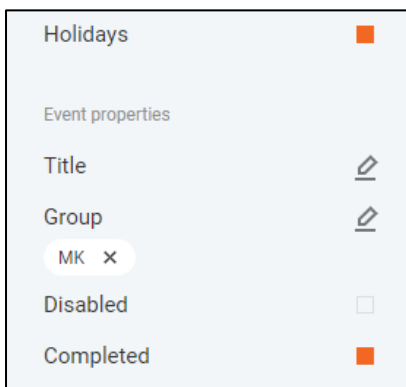 Holidays
Event properties
Title
Group
MK
Disabled
Completed